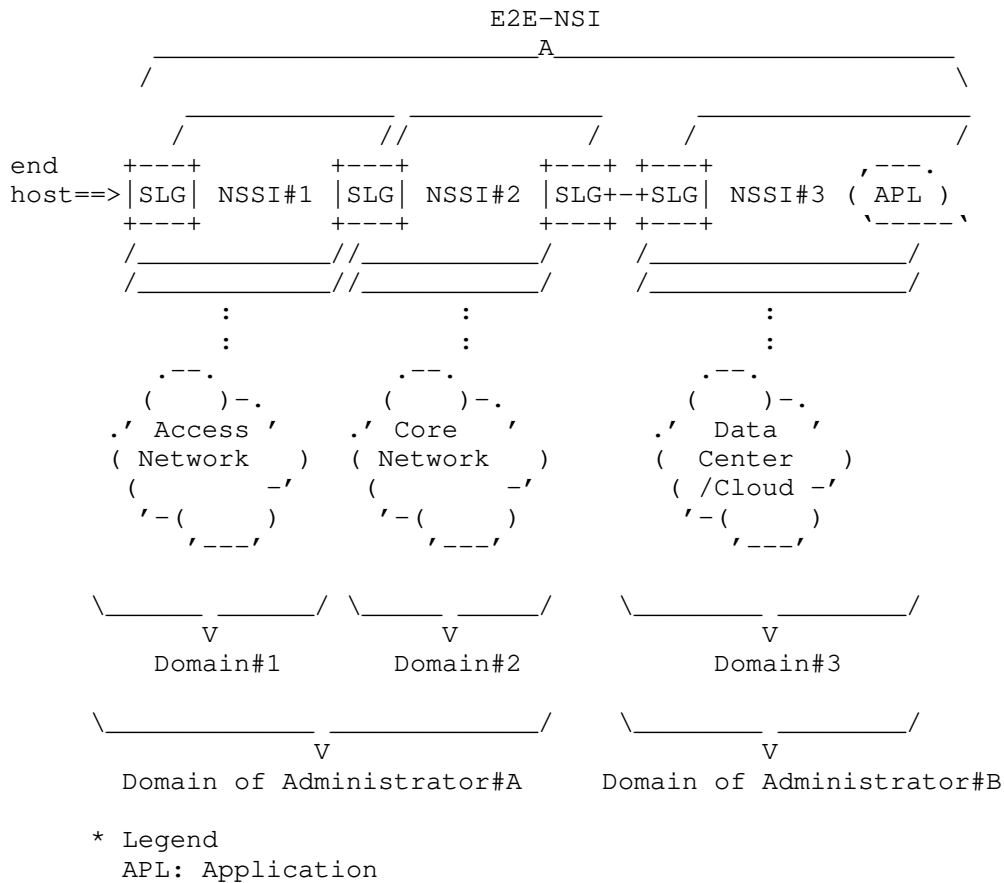 E2E-NSI
A
end
host==>|SLG| NSSI#1 |SLG| NSSI#2 |SLG+-+SLG| NSSI#3 ( APL )
: : :
: : :
Access Core Data
Network Network Center
/Cloud
V V V
Domain#1 Domain#2 Domain#3
V V
Domain of Administrator#A Domain of Administrator#B
* Legend
APL: Application